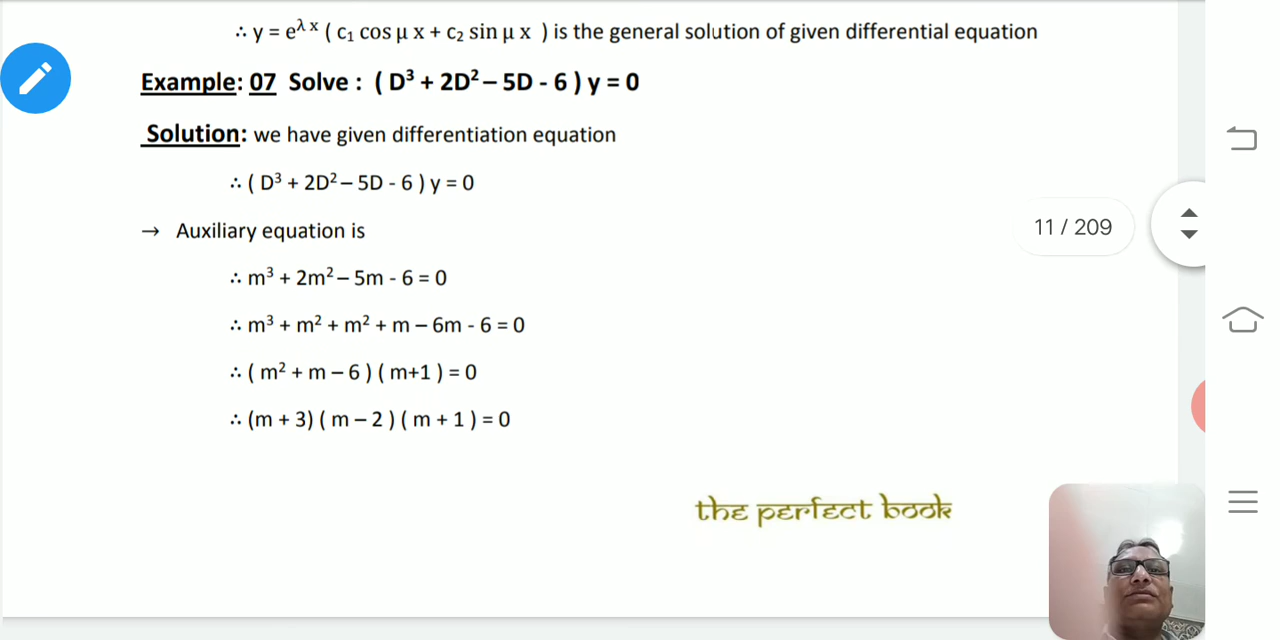 ∴ y = e^λx ( c₁ cos μ x + c₂ sin μ x ) is the general solution of given differential equation
Example: 07 Solve : ( D³ + 2D² – 5D - 6 ) y = 0
Solution: we have given differentiation equation
∴ ( D³ + 2D² – 5D - 6 ) y = 0
→ Auxiliary equation is
11 / 209
∴ m³ + 2m² – 5m - 6 = 0
∴ m³ + m² + m² + m – 6m - 6 = 0
∴ ( m² + m – 6 ) ( m+1 ) = 0
∴ (m + 3) ( m – 2 ) ( m + 1 ) = 0
the perfect book